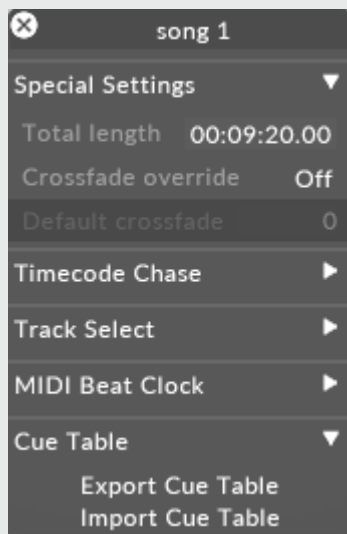 song 1
Special Settings
Total length 00:09:20.00
Crossfade override Off
Default crossfade 0
Timecode Chase
Track Select
MIDI Beat Clock
Cue Table
Export Cue Table
Import Cue Table